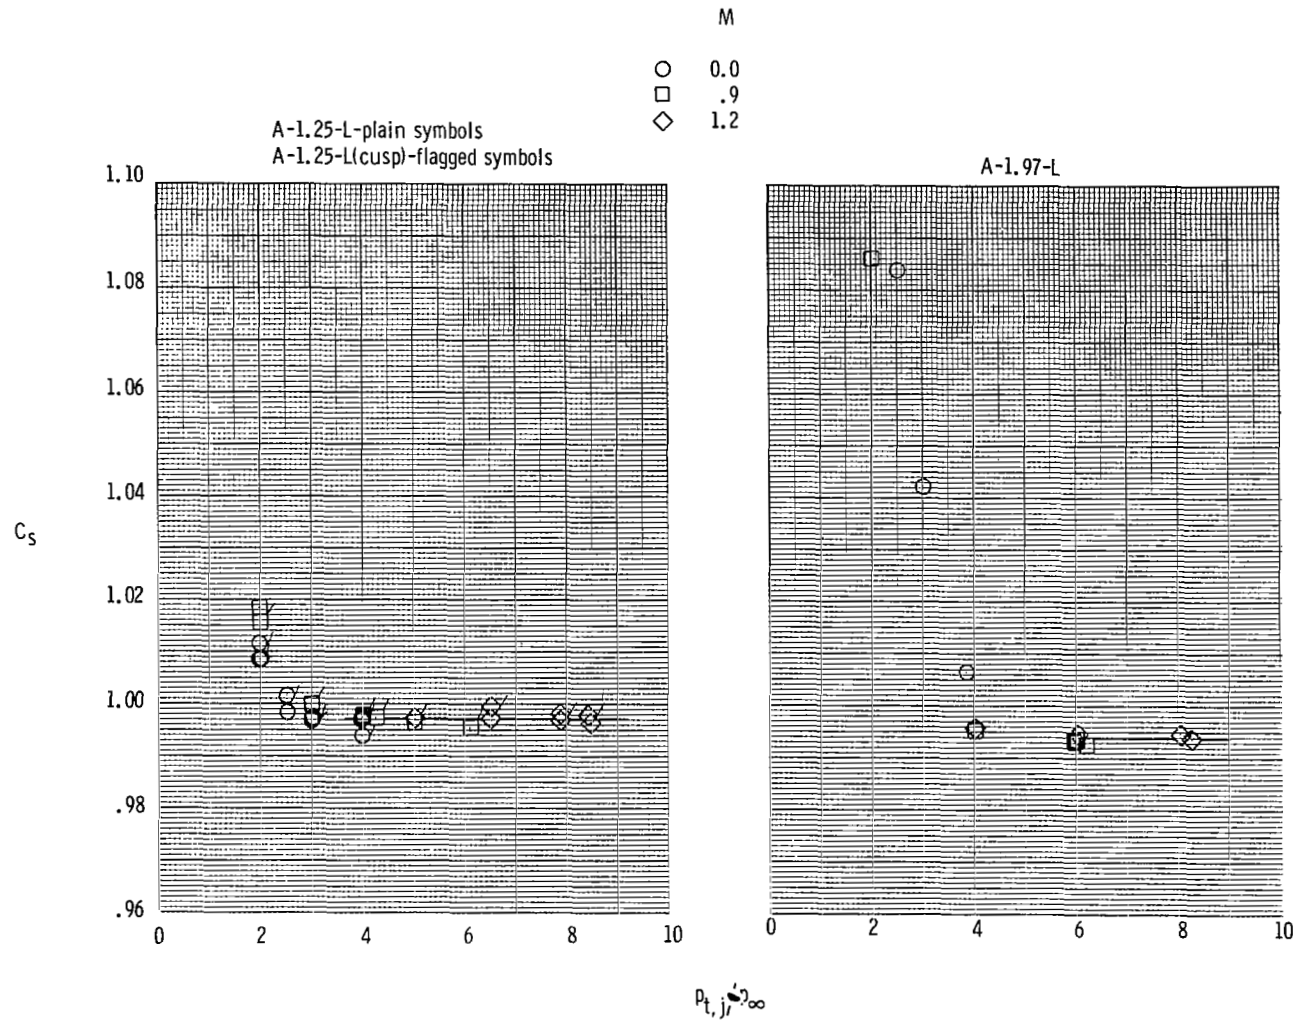 M
0.0
.9
1.2
A-1.25-L-plain symbols
A-1.25-L(cusp)-flagged symbols
A-1.97-L
1.10
1.08
1.06
1.04
Cs
1.02
1.00
.98
.96
0 2 4 6 8 10
0 2 4 6 8 10
pt,j/p∞